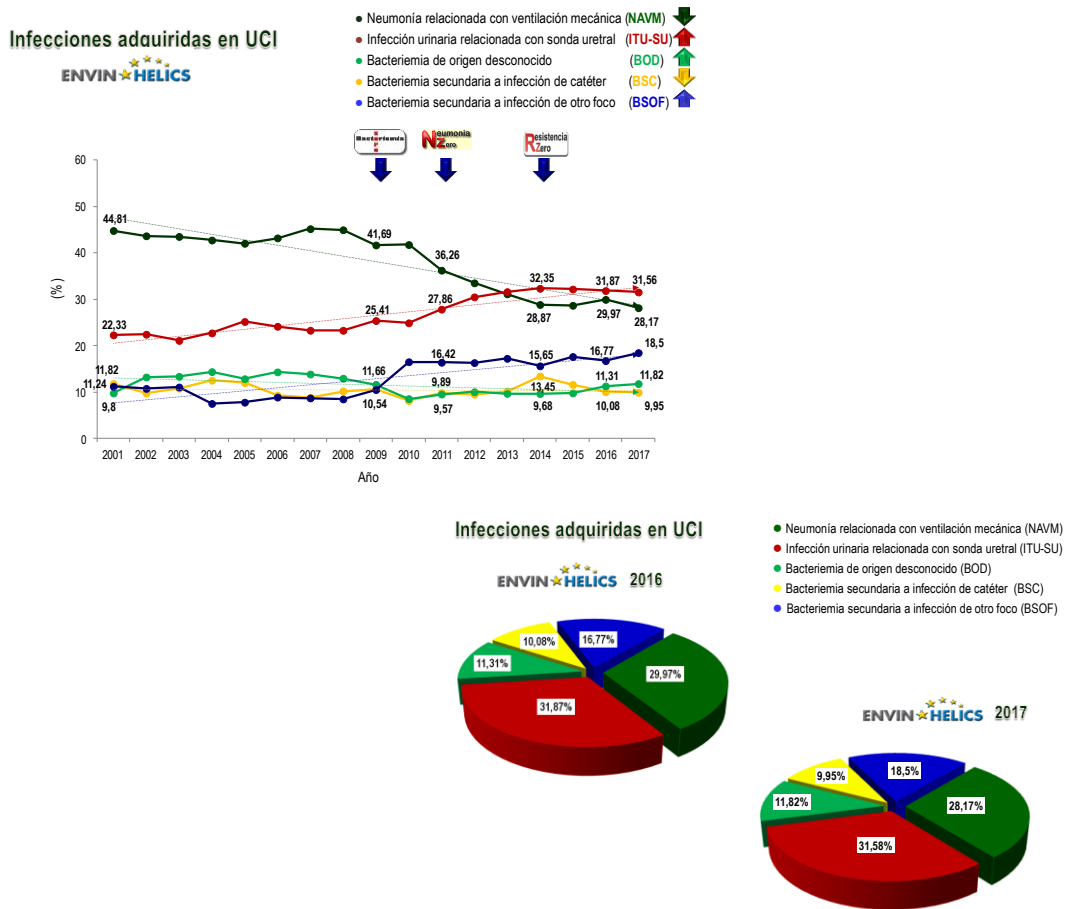 Infecciones adquiridas en UCI
ENVIN HELICS
Neumonía relacionada con ventilación mecánica (NAVM)
Infección urinaria relacionada con sonda uretral (ITU-SU)
Bacteriemia de origen desconocido (BOD)
Bacteriemia secundaria a infección de catéter (BSC)
Bacteriemia secundaria a infección de otro foco (BSOF)
Bacteriemia
Neumonia
Zero
Resistencia
Zero
60
50
40
30
20
10
0
(%)
44,81
41,69
36,26
32,35
31,87
31,56
22,33
25,41
27,86
28,87
29,97
28,17
11,82
11,24
9,8
11,66
10,54
16,42
9,89
9,57
15,65
13,45
9,68
16,77
11,31
10,08
18,5
11,82
9,95
2001 2002 2003 2004 2005 2006 2007 2008 2009 2010 2011 2012 2013 2014 2015 2016 2017
Año
Infecciones adquiridas en UCI
ENVIN HELICS 2016
Neumonía relacionada con ventilación mecánica (NAVM)
Infección urinaria relacionada con sonda uretral (ITU-SU)
Bacteriemia de origen desconocido (BOD)
Bacteriemia secundaria a infección de catéter (BSC)
Bacteriemia secundaria a infección de otro foco (BSOF)
10,08%
16,77%
11,31%
29,97%
31,87%
ENVIN HELICS 2017
9,95%
18,5%
11,82%
28,17%
31,58%